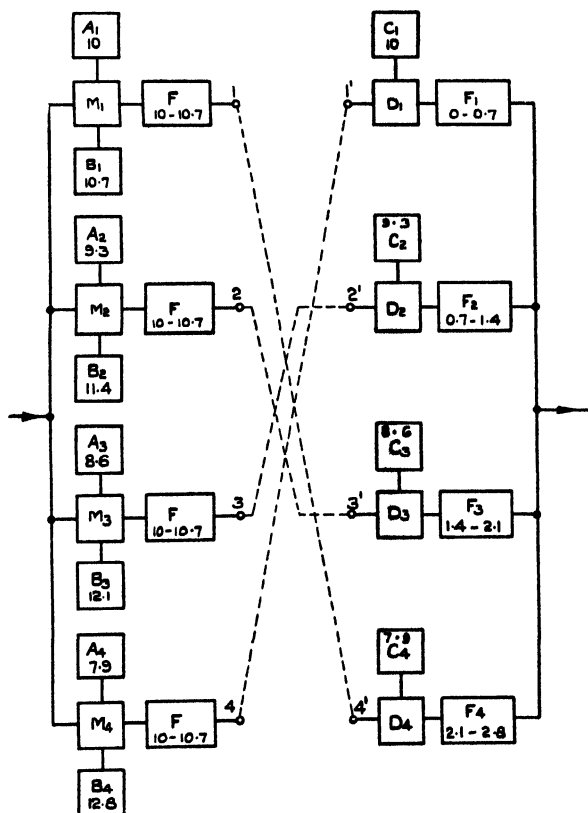 A1
10
C1
10
M1
F
10-10.7
1
1'
D1
F1
0-0.7
B1
10.7
A2
9.3
9.3
C2
M2
F
10-10.7
2
2'
D2
F2
0.7-1.4
B2
11.4
A3
8.6
8.6
C3
M3
F
10-10.7
3
3'
D3
F3
1.4-2.1
B3
12.1
A4
7.9
7.9
C4
M4
F
10-10.7
4
4'
D4
F4
2.1-2.8
B4
12.8